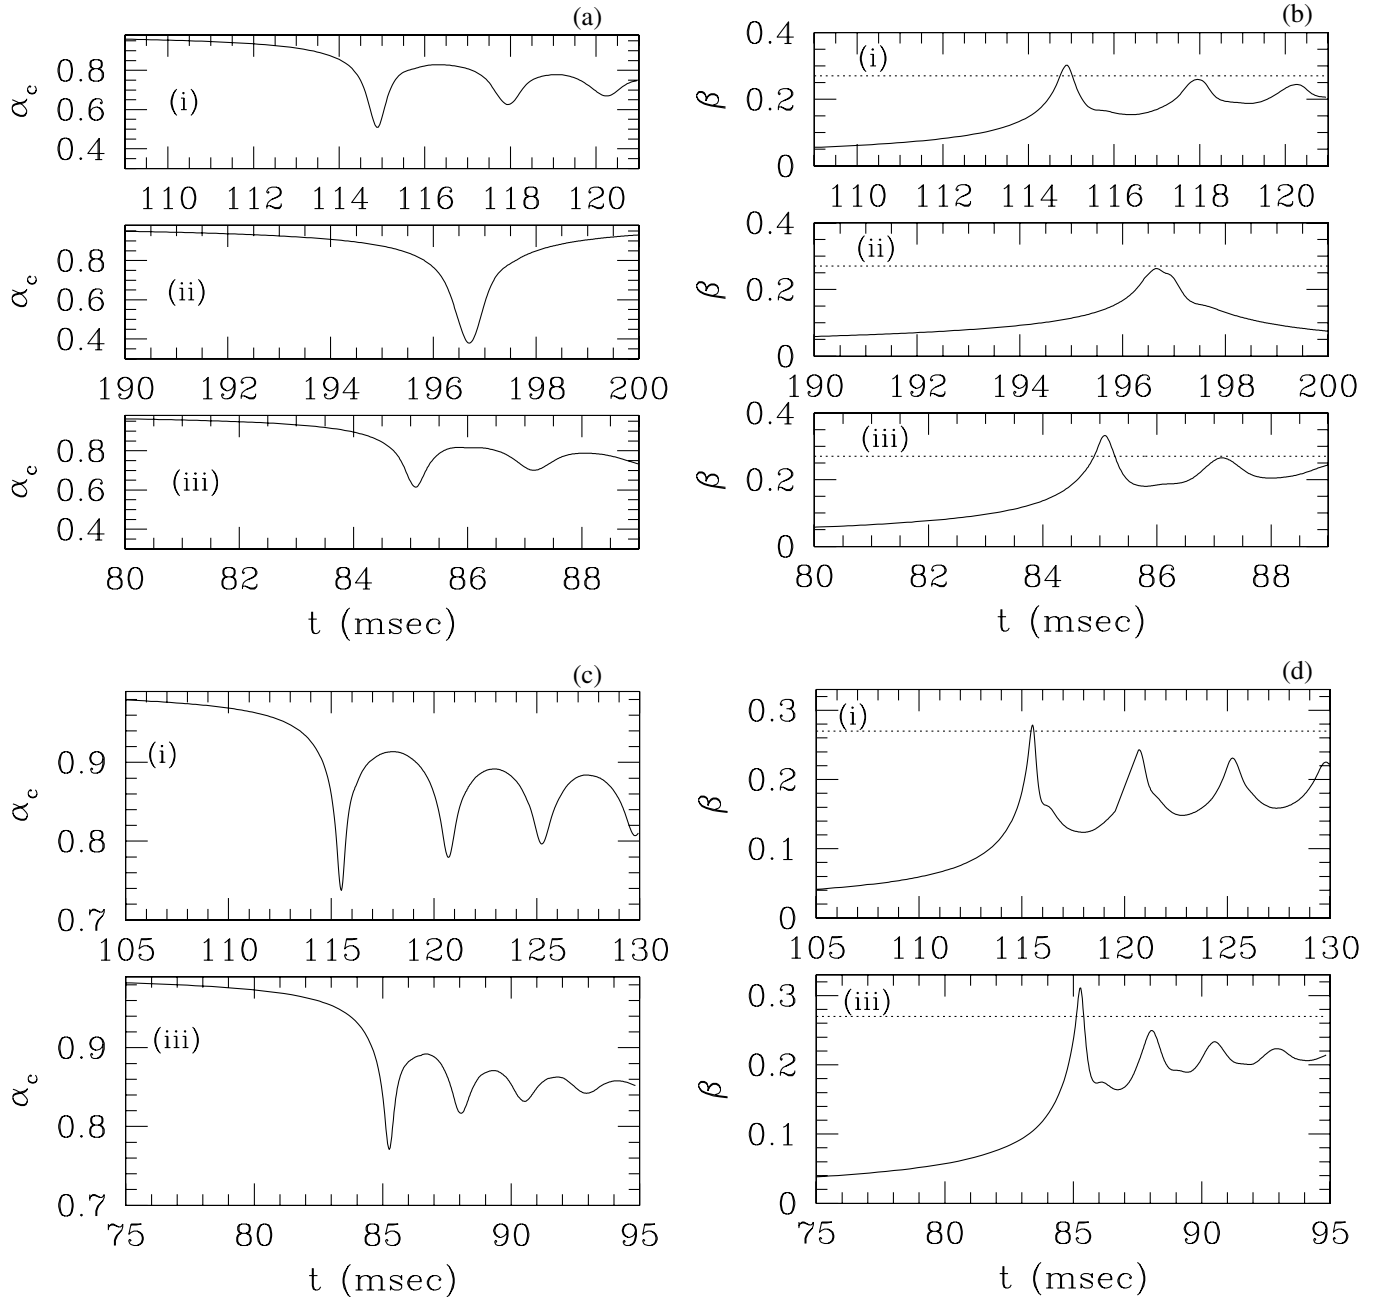 (a)
α_c
0.8
0.6
0.4
(i)
110 112 114 116 118 120
α_c
0.8
0.6
0.4
(ii)
190 192 194 196 198 200
α_c
0.8
0.6
0.4
(iii)
80 82 84 86 88
t (msec)
(b)
β
0.4
0.2
0
(i)
110 112 114 116 118 120
β
0.4
0.2
0
(ii)
190 192 194 196 198 200
β
0.4
0.2
0
(iii)
80 82 84 86 88
t (msec)
(c)
α_c
0.9
0.8
0.7
(i)
105 110 115 120 125 130
α_c
0.9
0.8
0.7
(iii)
75 80 85 90 95
t (msec)
(d)
β
0.3
0.2
0.1
0
(i)
105 110 115 120 125 130
β
0.3
0.2
0.1
0
(iii)
75 80 85 90 95
t (msec)